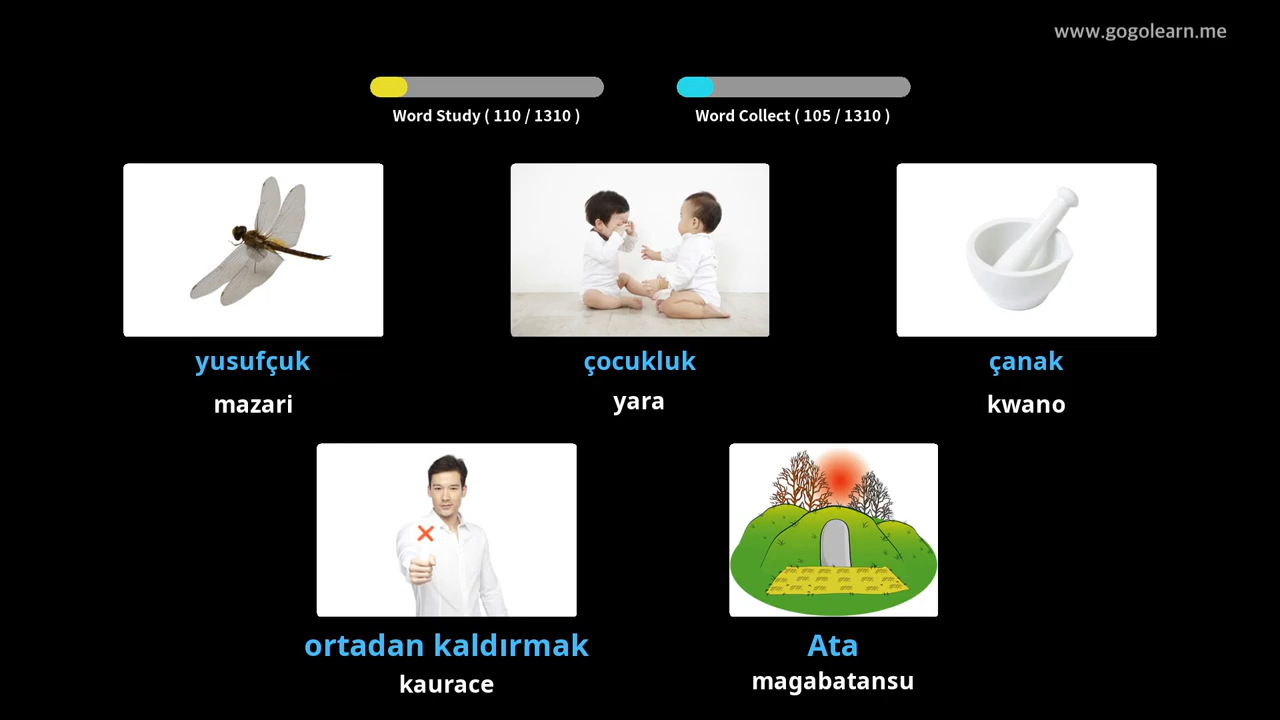 www.gogolearn.me
Word Study ( 110 / 1310 )
Word Collect ( 105 / 1310 )
yusufçuk
mazari
çocukluk
yara
çanak
kwano
ortadan kaldırmak
kaurace
Ata
magabatansu